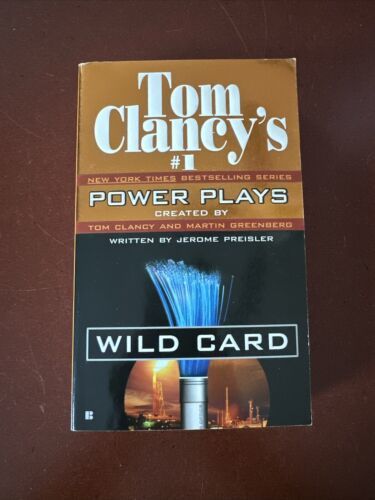 Tom
Clancy's
#1
NEW YORK TIMES BESTSELLING SERIES
POWER PLAYS
CREATED BY
TOM CLANCY AND MARTIN GREENBERG
WRITTEN BY JEROME PREISLER
WILD CARD
B